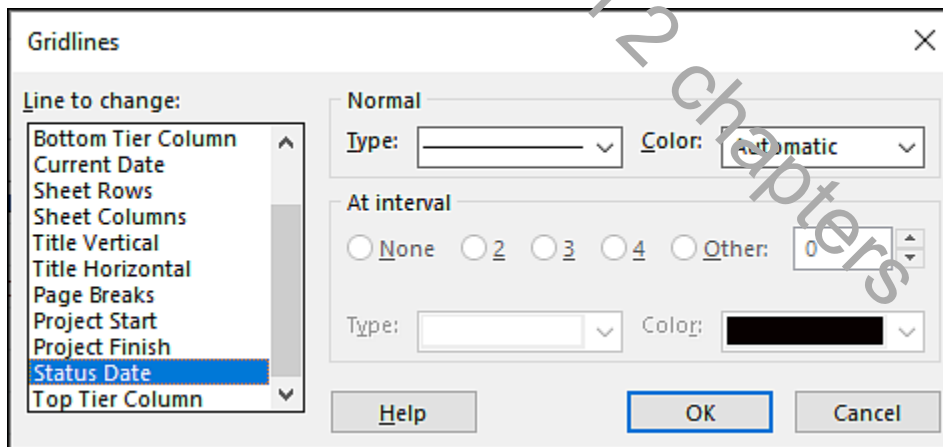 Gridlines
Line to change:
Bottom Tier Column
Current Date
Sheet Rows
Sheet Columns
Title Vertical
Title Horizontal
Page Breaks
Project Start
Project Finish
Status Date
Top Tier Column
Normal
Type:
Color: Automatic
At interval
None 2 3 4 Other: 0
Type:
Color:
Help OK Cancel
2 chapters